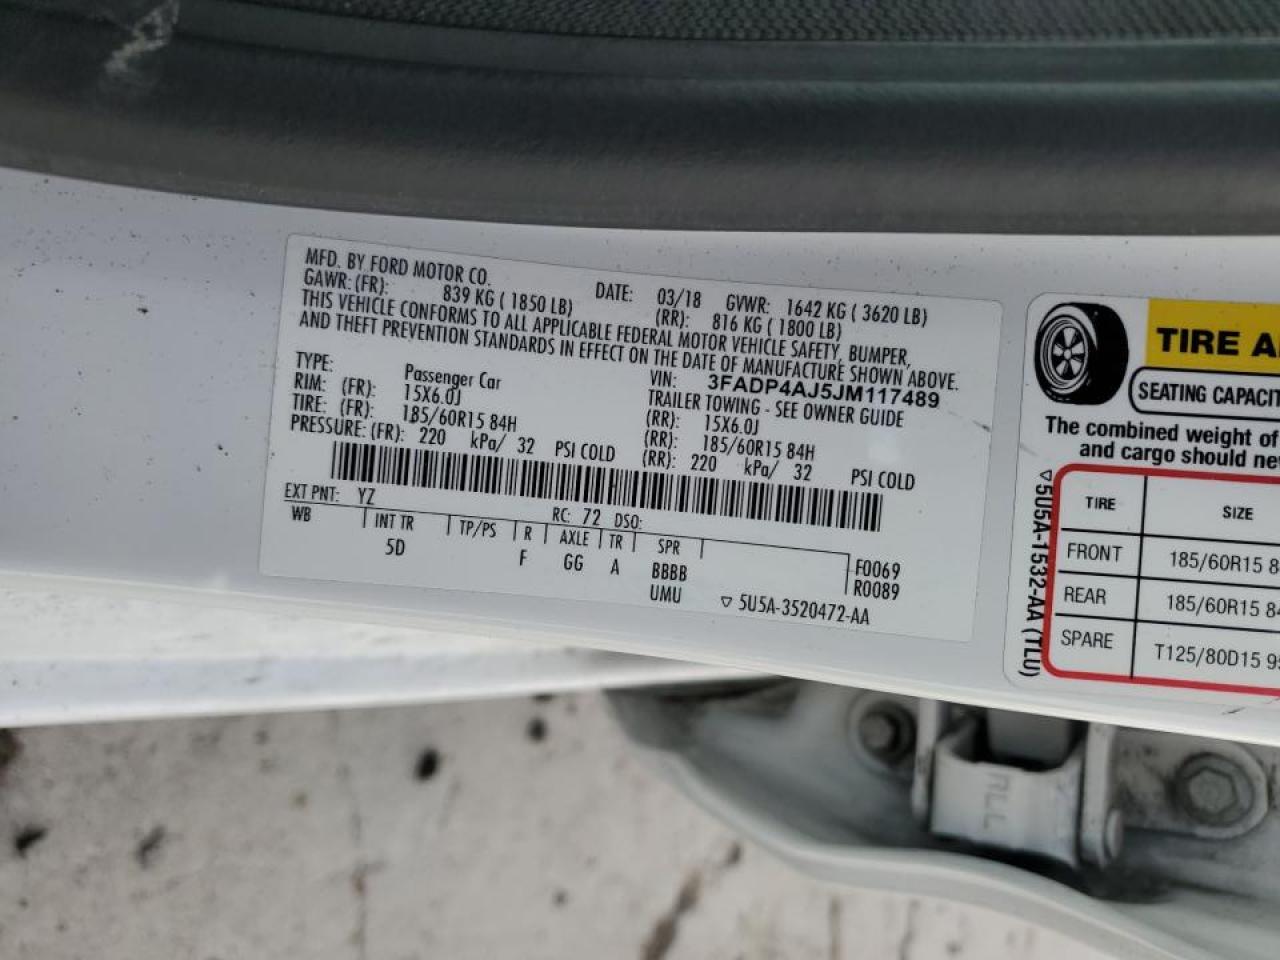 MFD. BY FORD MOTOR CO.
DATE: 03/18 GVWR: 1642 KG ( 3620 LB)
GAWR: (FR): 839 KG ( 1850 LB) (RR): 816 KG ( 1800 LB)
THIS VEHICLE CONFORMS TO ALL APPLICABLE FEDERAL MOTOR VEHICLE SAFETY, BUMPER,
AND THEFT PREVENTION STANDARDS IN EFFECT ON THE DATE OF MANUFACTURE SHOWN ABOVE.
VIN: 3FADP4AJ5JM117489
TYPE: Passenger Car TRAILER TOWING - SEE OWNER GUIDE
RIM: (FR): 15X6.0J (RR): 15X6.0J
TIRE: (FR): 185/60R15 84H (RR): 185/60R15 84H
PRESSURE: (FR): 220 kPa/ 32 PSI COLD (RR): 220 kPa/ 32 PSI COLD
EXT PNT: YZ RC: 72 DSO:
WB INT TR TP/PS R AXLE TR SPR
5D F GG A BBBB
UMU
F0069
R0089
▽ 5U5A-3520472-AA
TIRE A
SEATING CAPACIT
The combined weight of
and cargo should nev
▽5U5A-1532-AA (TLU)
TIRE SIZE
FRONT 185/60R15 8
REAR 185/60R15 84
SPARE T125/80D15 9
RLL